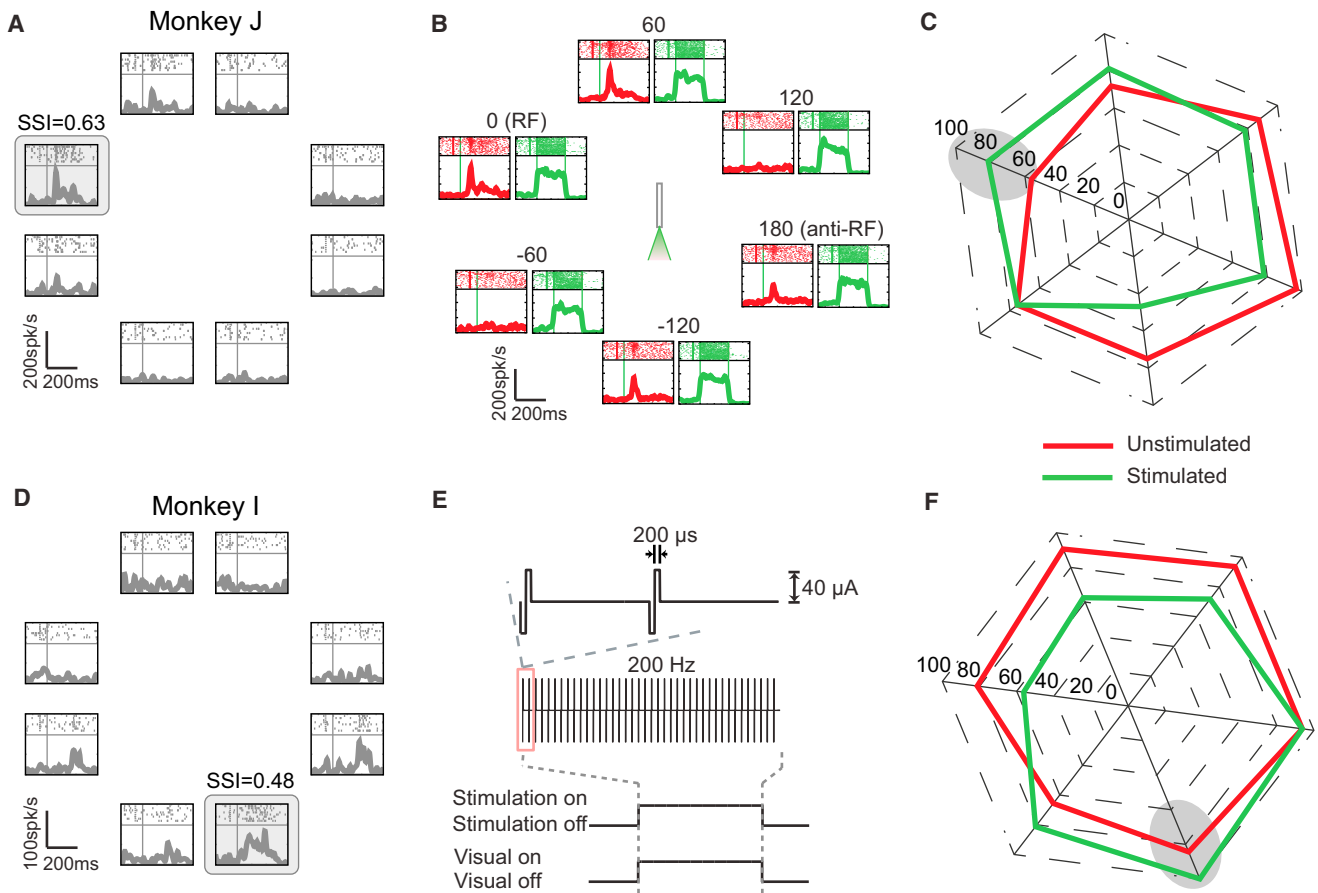 A
Monkey J
SSI=0.63
200spk/s
200ms
B
60
120
0 (RF)
180 (anti-RF)
-60
-120
200spk/s
200ms
C
100
80
60
40
20
0
Unstimulated
Stimulated
D
Monkey I
SSI=0.48
100spk/s
200ms
E
200 µs
40 µA
200 Hz
Stimulation on
Stimulation off
Visual on
Visual off
F
100
80
60
40
20
0